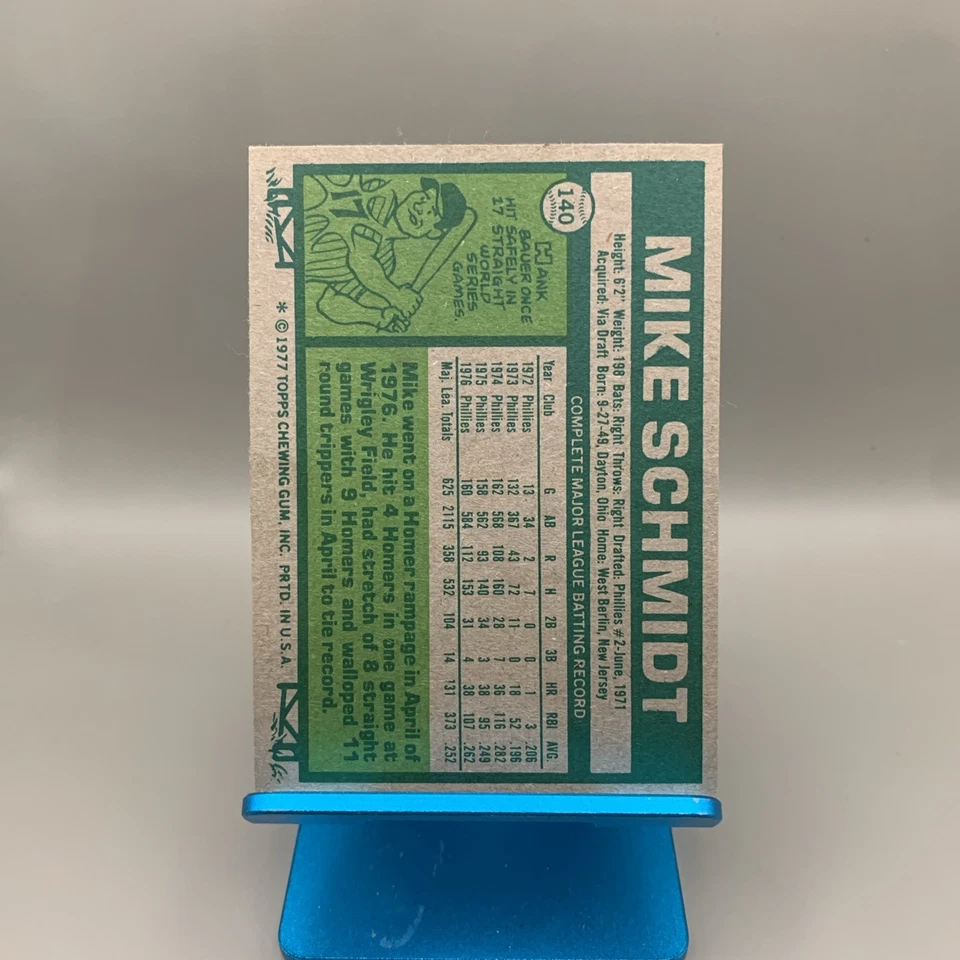 140
MIKE SCHMIDT
Height: 6'2" Weight: 198 Bats: Right Throws: Right Drafted: Phillies #2-June, 1971
Acquired: Via Draft Born: 9-27-49, Dayton, Ohio Home: West Berlin, New Jersey
COMPLETE MAJOR LEAGUE BATTING RECORD
Year Club G AB R H 2B 3B HR RBI AVG.
1972 Phillies 13 34 2 7 0 0 1 3 .206
1973 Phillies 132 367 43 72 11 0 18 52 .196
1974 Phillies 162 568 108 160 28 7 36 116 .282
1975 Phillies 158 562 93 140 34 3 38 95 .249
1976 Phillies 160 584 112 153 31 4 38 107 .262
Maj. Lea. Totals 625 2115 358 532 104 14 131 373 .252
HANK
BAUER ONCE
HIT SAFELY IN
17 STRAIGHT
WORLD
SERIES
GAMES.
17
Mike went on a Homer rampage in April of
1976. He hit 4 Homers in one game at
Wrigley Field, had stretch of 8 straight
games with 9 Homers and walloped 11
round trippers in April to tie record.
* © 1977 TOPPS CHEWING GUM, INC. PRTD. IN U.S.A.